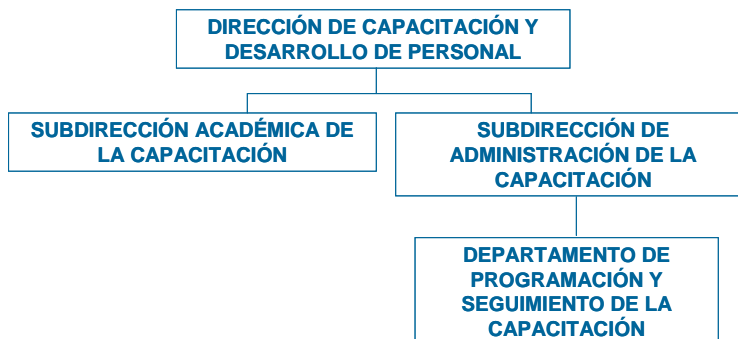 DIRECCIÓN DE CAPACITACIÓN Y
DESARROLLO DE PERSONAL
SUBDIRECCIÓN ACADÉMICA DE
LA CAPACITACIÓN
SUBDIRECCIÓN DE
ADMINISTRACIÓN DE LA
CAPACITACIÓN
DEPARTAMENTO DE
PROGRAMACIÓN Y
SEGUIMIENTO DE LA
CAPACITACIÓN